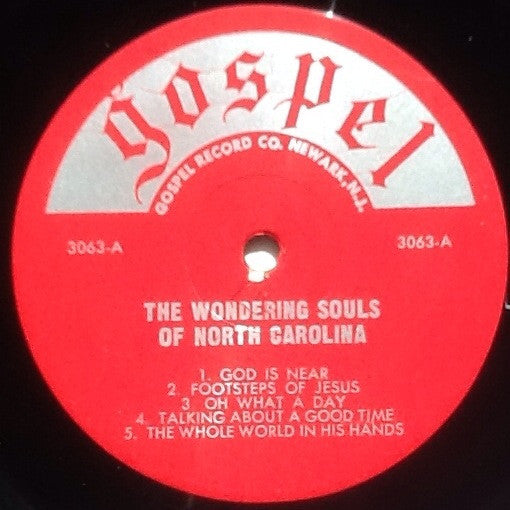 gospel
GOSPEL RECORD CO. NEWARK, N.J.
3063-A 3063-A
THE WONDERING SOULS
OF NORTH CAROLINA
1. GOD IS NEAR
2. FOOTSTEPS OF JESUS
3 OH WHAT A DAY
4. TALKING ABOUT A GOOD TIME
5. THE WHOLE WORLD IN HIS HANDS